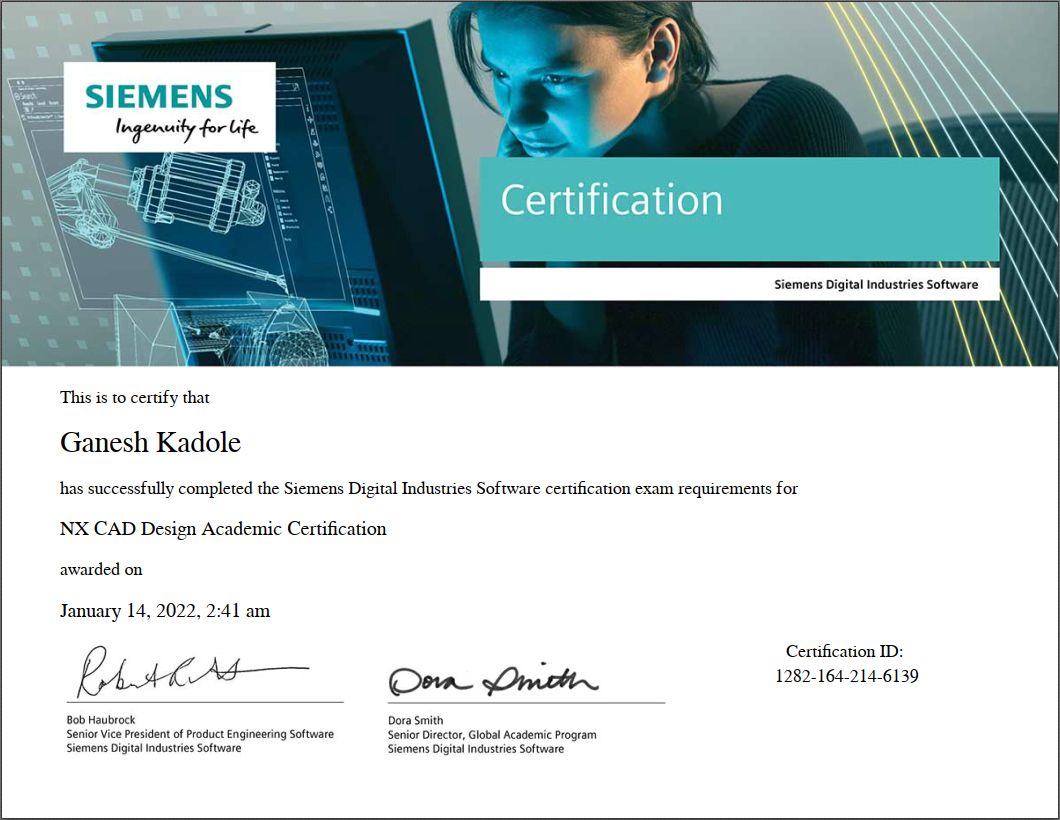 SIEMENS
Ingenuity for life
Certification
Siemens Digital Industries Software
This is to certify that
Ganesh Kadole
has successfully completed the Siemens Digital Industries Software certification exam requirements for
NX CAD Design Academic Certification
awarded on
January 14, 2022, 2:41 am
Certification ID:
1282-164-214-6139
Dora Smith
Bob Haubrock
Senior Vice President of Product Engineering Software
Siemens Digital Industries Software
Dora Smith
Senior Director, Global Academic Program
Siemens Digital Industries Software